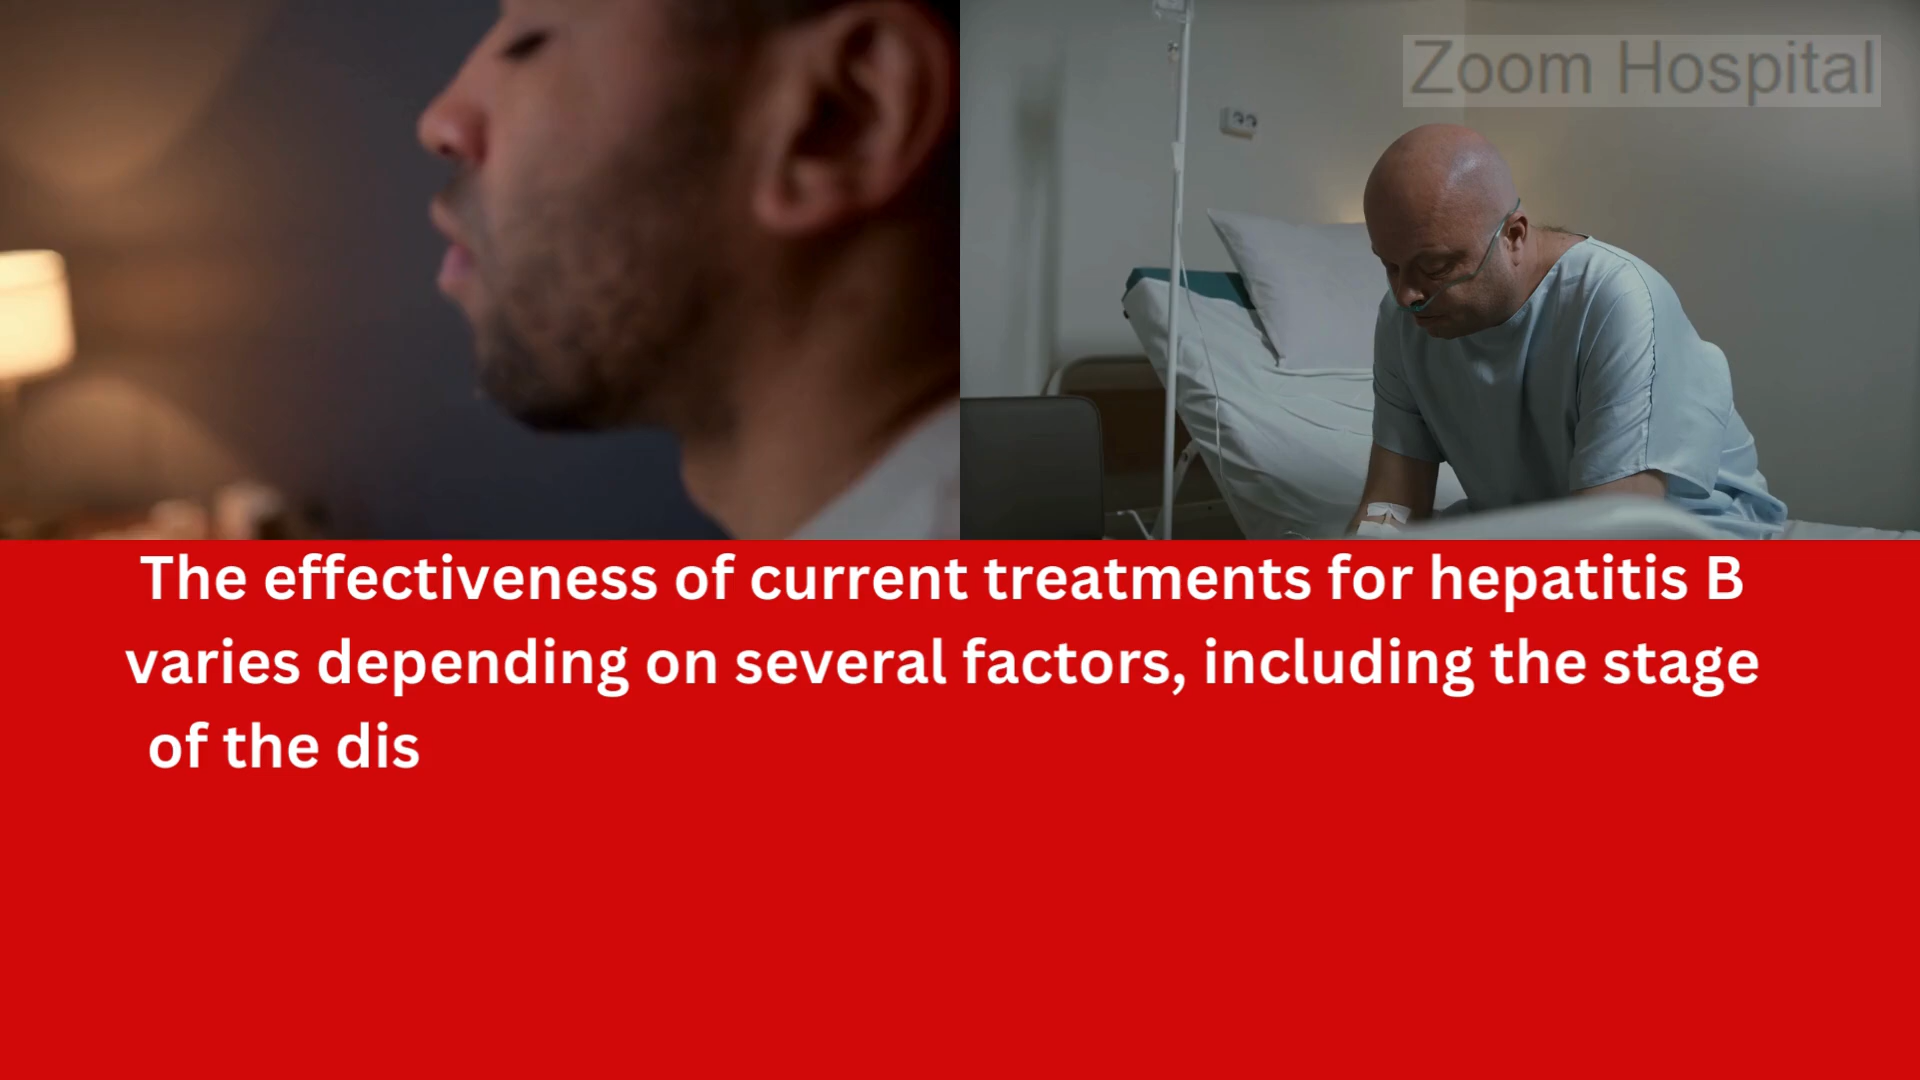 Zoom Hospital
The effectiveness of current treatments for hepatitis B
varies depending on several factors, including the stage
of the dis